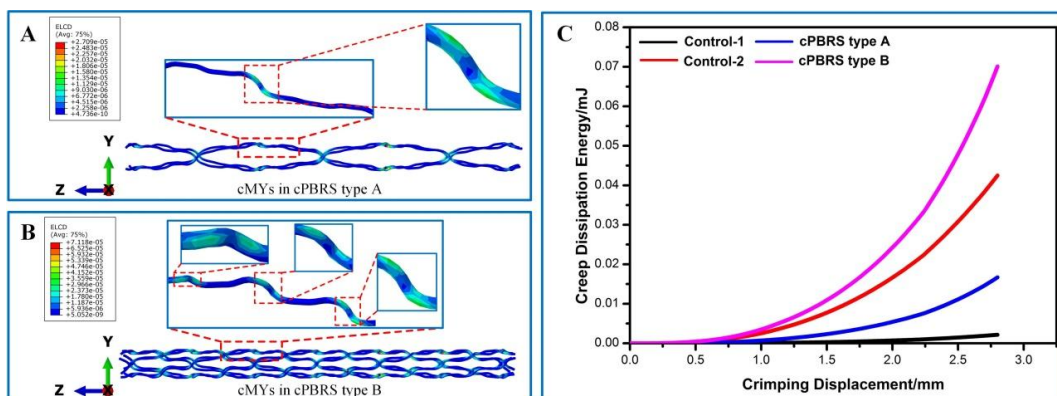 A
ELCD
(Avg: 75%)
+2.709e-05
+2.483e-05
+2.257e-05
+2.032e-05
+1.806e-05
+1.580e-05
+1.354e-05
+1.129e-05
+9.030e-06
+6.772e-06
+4.515e-06
+2.258e-06
+4.736e-10
Y
Z
X
cMYs in cPBRS type A
B
ELCD
(Avg: 75%)
+7.118e-05
+6.525e-05
+5.932e-05
+5.339e-05
+4.746e-05
+4.152e-05
+3.559e-05
+2.966e-05
+2.373e-05
+1.780e-05
+1.187e-05
+5.936e-06
+5.052e-09
Y
Z
X
cMYs in cPBRS type B
C
Control-1
cPBRS type A
Control-2
cPBRS type B
Creep Dissipation Energy/mJ
0.08
0.07
0.06
0.05
0.04
0.03
0.02
0.01
0.00
0.0 0.5 1.0 1.5 2.0 2.5 3.0
Crimping Displacement/mm